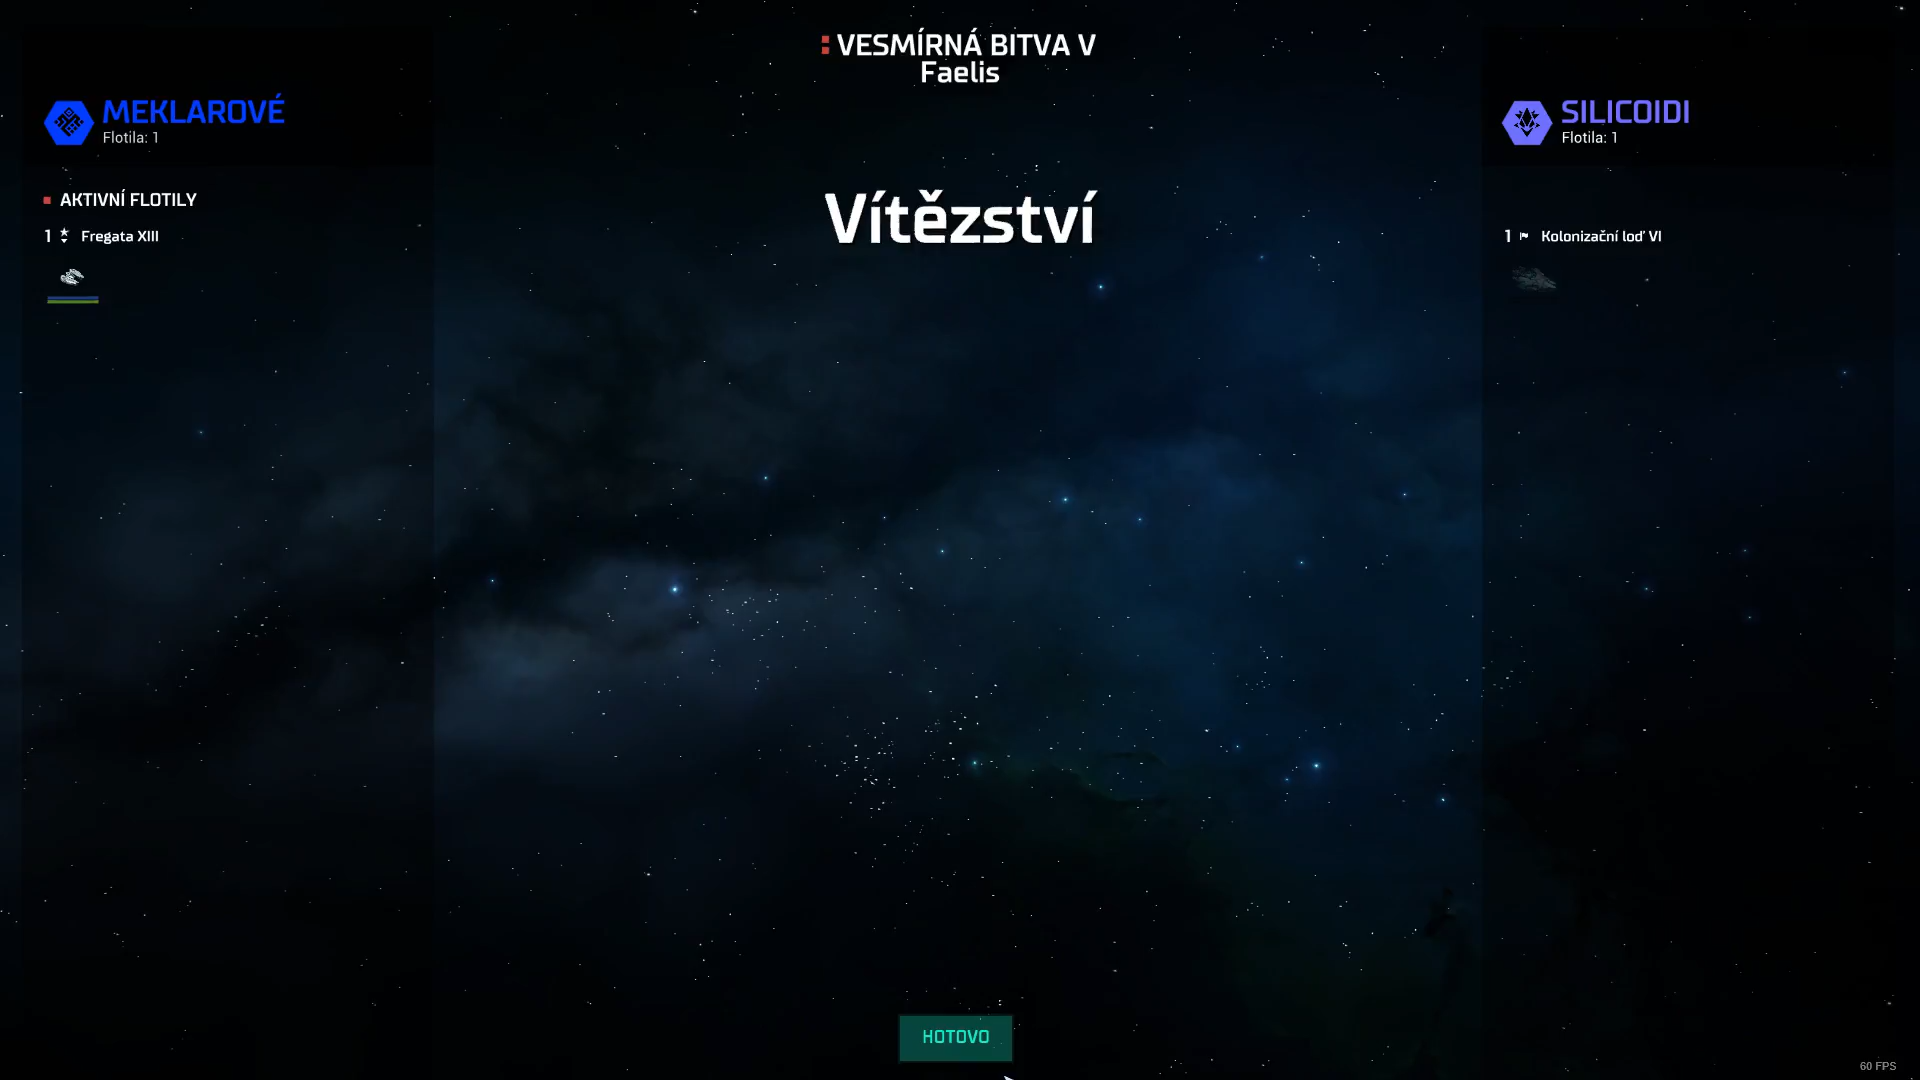 VESMÍRNÁ BITVA V
Faelis
MEKLAROVÉ
Flotila: 1
SILICOIDI
Flotila: 1
Vítězství
AKTIVNÍ FLOTILY
1 Fregata XIII
1 Kolonizační loď VI
HOTOVO
60 FPS